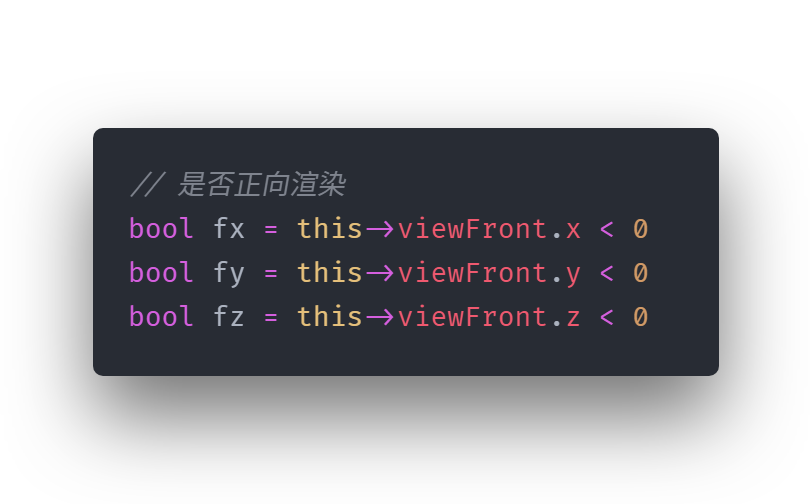 // 是否正向渲染
bool fx = this->viewFront.x < 0
bool fy = this->viewFront.y < 0
bool fz = this->viewFront.z < 0